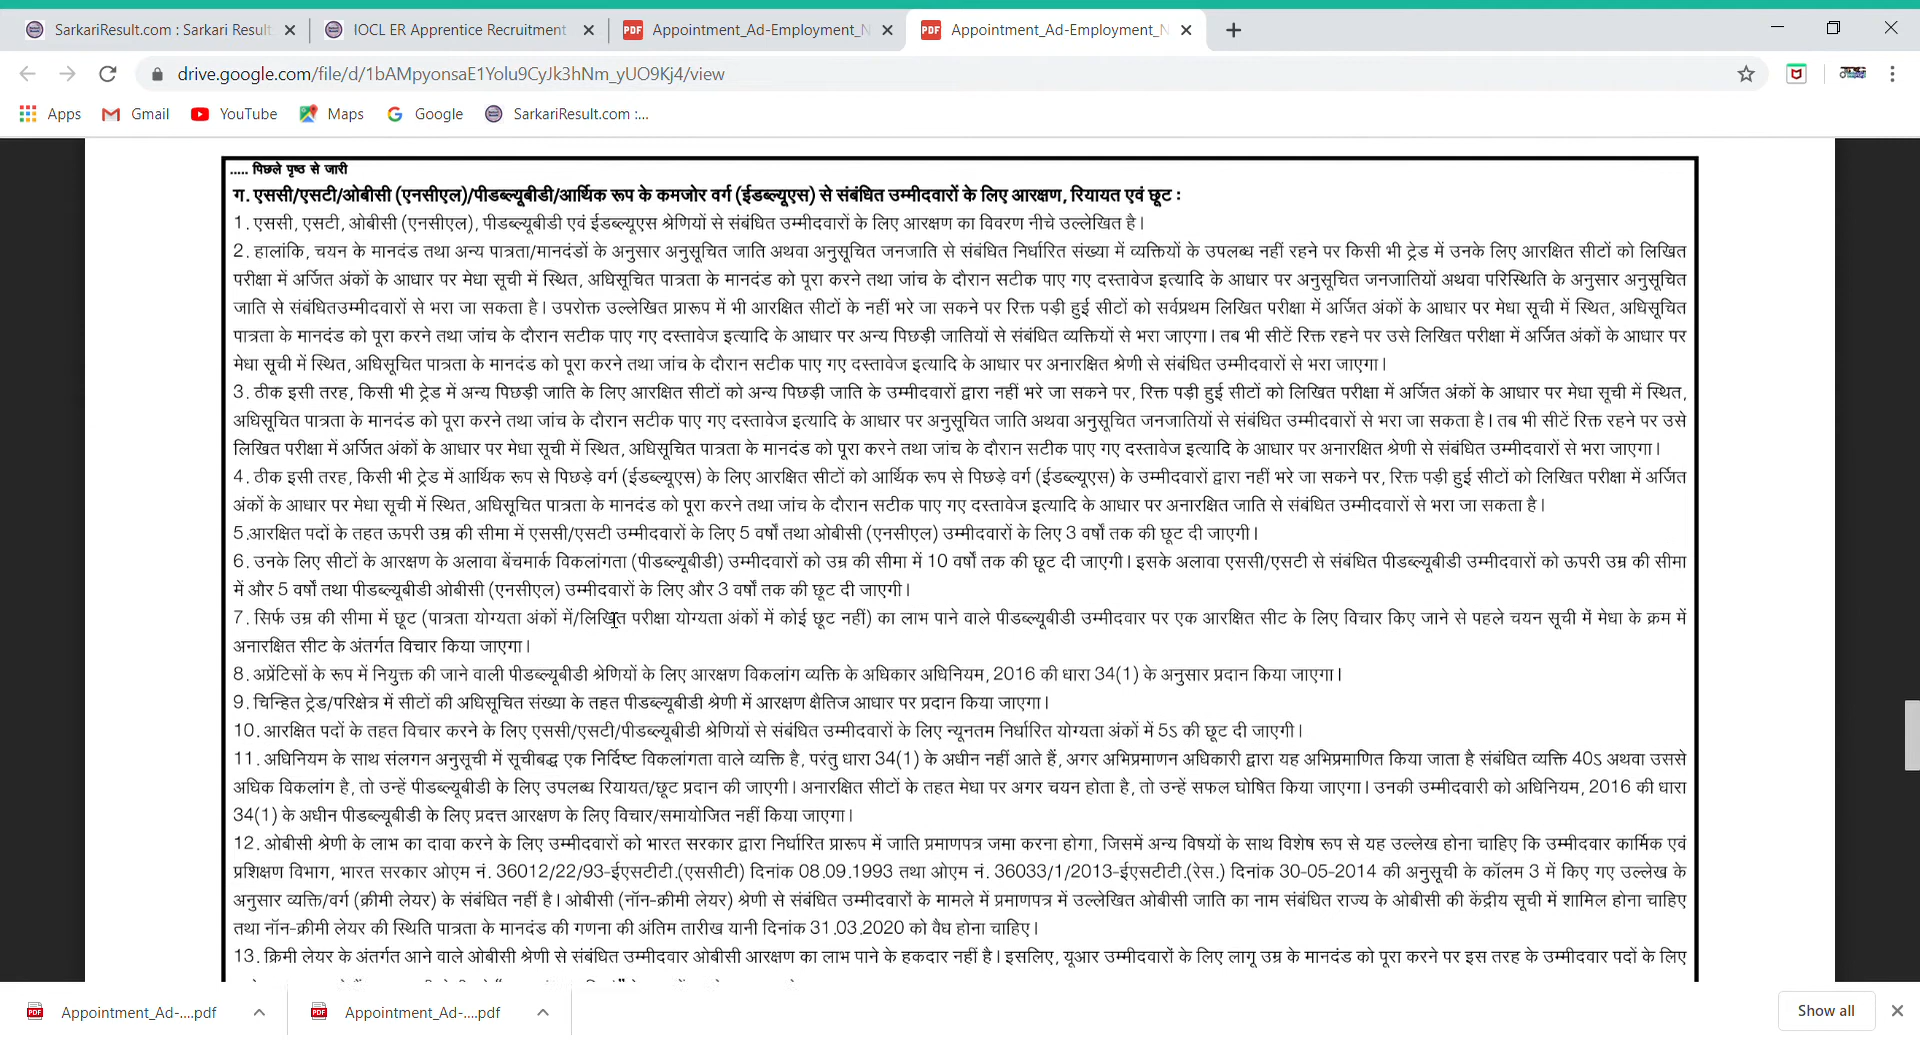 SarkariResult.com : Sarkari Result
IOCL ER Apprentice Recruitment
Appointment_Ad-Employment_N
Appointment_Ad-Employment_N
drive.google.com/file/d/1bAMpyonsaE1Yolu9CyJk3hNm_yUO9Kj4/view
Apps Gmail YouTube Maps Google SarkariResult.com :...
..... पिछले पृष्ठ से जारी
ग. एससी/एसटी/ओबीसी (एनसीएल)/पीडब्ल्यूबीडी/आर्थिक रूप के कमजोर वर्ग (ईडब्ल्यूएस) से संबंधित उम्मीदवारों के लिए आरक्षण, रियायत एवं छूट :
1. एससी, एसटी, ओबीसी (एनसीएल), पीडब्ल्यूबीडी एवं ईडब्ल्यूएस श्रेणियों से संबंधित उम्मीदवारों के लिए आरक्षण का विवरण नीचे उल्लेखित है।
2. हालांकि, चयन के मानदंड तथा अन्य पात्रता/मानदंडों के अनुसार अनुसूचित जाति अथवा अनुसूचित जनजाति से संबंधित निर्धारित संख्या में व्यक्तियों के उपलब्ध नहीं रहने पर किसी भी ट्रेड में उनके लिए आरक्षित सीटों को लिखित
परीक्षा में अर्जित अंकों के आधार पर मेधा सूची में स्थित, अधिसूचित पात्रता के मानदंड को पूरा करने तथा जांच के दौरान सटीक पाए गए दस्तावेज इत्यादि के आधार पर अनुसूचित जनजातियों अथवा परिस्थिति के अनुसार अनुसूचित
जाति से संबंधितउम्मीदवारों से भरा जा सकता है। उपरोक्त उल्लेखित प्रारूप में भी आरक्षित सीटों के नहीं भरे जा सकने पर रिक्त पड़ी हुई सीटों को सर्वप्रथम लिखित परीक्षा में अर्जित अंकों के आधार पर मेधा सूची में स्थित, अधिसूचित
पात्रता के मानदंड को पूरा करने तथा जांच के दौरान सटीक पाए गए दस्तावेज इत्यादि के आधार पर अन्य पिछड़ी जातियों से संबंधित व्यक्तियों से भरा जाएगा। तब भी सीटें रिक्त रहने पर उसे लिखित परीक्षा में अर्जित अंकों के आधार पर
मेधा सूची में स्थित, अधिसूचित पात्रता के मानदंड को पूरा करने तथा जांच के दौरान सटीक पाए गए दस्तावेज इत्यादि के आधार पर अनारक्षित श्रेणी से संबंधित उम्मीदवारों से भरा जाएगा।
3. ठीक इसी तरह, किसी भी ट्रेड में अन्य पिछड़ी जाति के लिए आरक्षित सीटों को अन्य पिछड़ी जाति के उम्मीदवारों द्वारा नहीं भरे जा सकने पर, रिक्त पड़ी हुई सीटों को लिखित परीक्षा में अर्जित अंकों के आधार पर मेधा सूची में स्थित,
अधिसूचित पात्रता के मानदंड को पूरा करने तथा जांच के दौरान सटीक पाए गए दस्तावेज इत्यादि के आधार पर अनुसूचित जाति अथवा अनुसूचित जनजातियों से संबंधित उम्मीदवारों से भरा जा सकता है। तब भी सीटें रिक्त रहने पर उसे
लिखित परीक्षा में अर्जित अंकों के आधार पर मेधा सूची में स्थित, अधिसूचित पात्रता के मानदंड को पूरा करने तथा जांच के दौरान सटीक पाए गए दस्तावेज इत्यादि के आधार पर अनारक्षित श्रेणी से संबंधित उम्मीदवारों से भरा जाएगा।
4. ठीक इसी तरह, किसी भी ट्रेड में आर्थिक रूप से पिछड़े वर्ग (ईडब्ल्यूएस) के लिए आरक्षित सीटों को आर्थिक रूप से पिछड़े वर्ग (ईडब्ल्यूएस) के उम्मीदवारों द्वारा नहीं भरे जा सकने पर, रिक्त पड़ी हुई सीटों को लिखित परीक्षा में अर्जित
अंकों के आधार पर मेधा सूची में स्थित, अधिसूचित पात्रता के मानदंड को पूरा करने तथा जांच के दौरान सटीक पाए गए दस्तावेज इत्यादि के आधार पर अनारक्षित जाति से संबंधित उम्मीदवारों से भरा जा सकता है।
5.आरक्षित पदों के तहत ऊपरी उम्र की सीमा में एससी/एसटी उम्मीदवारों के लिए 5 वर्षों तथा ओबीसी (एनसीएल) उम्मीदवारों के लिए 3 वर्षों तक की छूट दी जाएगी।
6. उनके लिए सीटों के आरक्षण के अलावा बेंचमार्क विकलांगता (पीडब्ल्यूबीडी) उम्मीदवारों को उम्र की सीमा में 10 वर्षों तक की छूट दी जाएगी। इसके अलावा एससी/एसटी से संबंधित पीडब्ल्यूबीडी उम्मीदवारों को ऊपरी उम्र की सीमा
में और 5 वर्षों तथा पीडब्ल्यूबीडी ओबीसी (एनसीएल) उम्मीदवारों के लिए और 3 वर्षों तक की छूट दी जाएगी।
7. सिर्फ उम्र की सीमा में छूट (पात्रता योग्यता अंकों में/लिखित परीक्षा योग्यता अंकों में कोई छूट नहीं) का लाभ पाने वाले पीडब्ल्यूबीडी उम्मीदवार पर एक आरक्षित सीट के लिए विचार किए जाने से पहले चयन सूची में मेधा के क्रम में
अनारक्षित सीट के अंतर्गत विचार किया जाएगा।
8. अप्रेंटिसों के रूप में नियुक्त की जाने वाली पीडब्ल्यूबीडी श्रेणियों के लिए आरक्षण विकलांग व्यक्ति के अधिकार अधिनियम, 2016 की धारा 34(1) के अनुसार प्रदान किया जाएगा।
9. चिन्हित ट्रेड/परिक्षेत्र में सीटों की अधिसूचित संख्या के तहत पीडब्ल्यूबीडी श्रेणी में आरक्षण क्षैतिज आधार पर प्रदान किया जाएगा।
10. आरक्षित पदों के तहत विचार करने के लिए एससी/एसटी/पीडब्ल्यूबीडी श्रेणियों से संबंधित उम्मीदवारों के लिए न्यूनतम निर्धारित योग्यता अंकों में 5ऽ की छूट दी जाएगी।
11. अधिनियम के साथ संलगन अनुसूची में सूचीबद्ध एक निर्दिष्ट विकलांगता वाले व्यक्ति है, परंतु धारा 34(1) के अधीन नहीं आते हैं, अगर अभिप्रमाणन अधिकारी द्वारा यह अभिप्रमाणित किया जाता है संबंधित व्यक्ति 40ऽ अथवा उससे
अधिक विकलांग है, तो उन्हें पीडब्ल्यूबीडी के लिए उपलब्ध रियायत/छूट प्रदान की जाएगी। अनारक्षित सीटों के तहत मेधा पर अगर चयन होता है, तो उन्हें सफल घोषित किया जाएगा। उनकी उम्मीदवारी को अधिनियम, 2016 की धारा
34(1) के अधीन पीडब्ल्यूबीडी के लिए प्रदत्त आरक्षण के लिए विचार/समायोजित नहीं किया जाएगा।
12. ओबीसी श्रेणी के लाभ का दावा करने के लिए उम्मीदवारों को भारत सरकार द्वारा निर्धारित प्रारूप में जाति प्रमाणपत्र जमा करना होगा, जिसमें अन्य विषयों के साथ विशेष रूप से यह उल्लेख होना चाहिए कि उम्मीदवार कार्मिक एवं
प्रशिक्षण विभाग, भारत सरकार ओएम नं. 36012/22/93-ईएसटीटी.(एससीटी) दिनांक 08.09.1993 तथा ओएम नं. 36033/1/2013-ईएसटीटी.(रेस.) दिनांक 30-05-2014 की अनुसूची के कॉलम 3 में किए गए उल्लेख के
अनुसार व्यक्ति/वर्ग (क्रीमी लेयर) के संबंधित नहीं है। ओबीसी (नॉन-क्रीमी लेयर) श्रेणी से संबंधित उम्मीदवारों के मामले में प्रमाणपत्र में उल्लेखित ओबीसी जाति का नाम संबंधित राज्य के ओबीसी की केंद्रीय सूची में शामिल होना चाहिए
तथा नॉन-क्रीमी लेयर की स्थिति पात्रता के मानदंड की गणना की अंतिम तारीख यानी दिनांक 31.03.2020 को वैध होना चाहिए।
13. क्रिमी लेयर के अंतर्गत आने वाले ओबीसी श्रेणी से संबंधित उम्मीदवार ओबीसी आरक्षण का लाभ पाने के हकदार नहीं है। इसलिए, यूआर उम्मीदवारों के लिए लागू उम्र के मानदंड को पूरा करने पर इस तरह के उम्मीदवार पदों के लिए
Appointment_Ad-....pdf
Appointment_Ad-....pdf
Show all